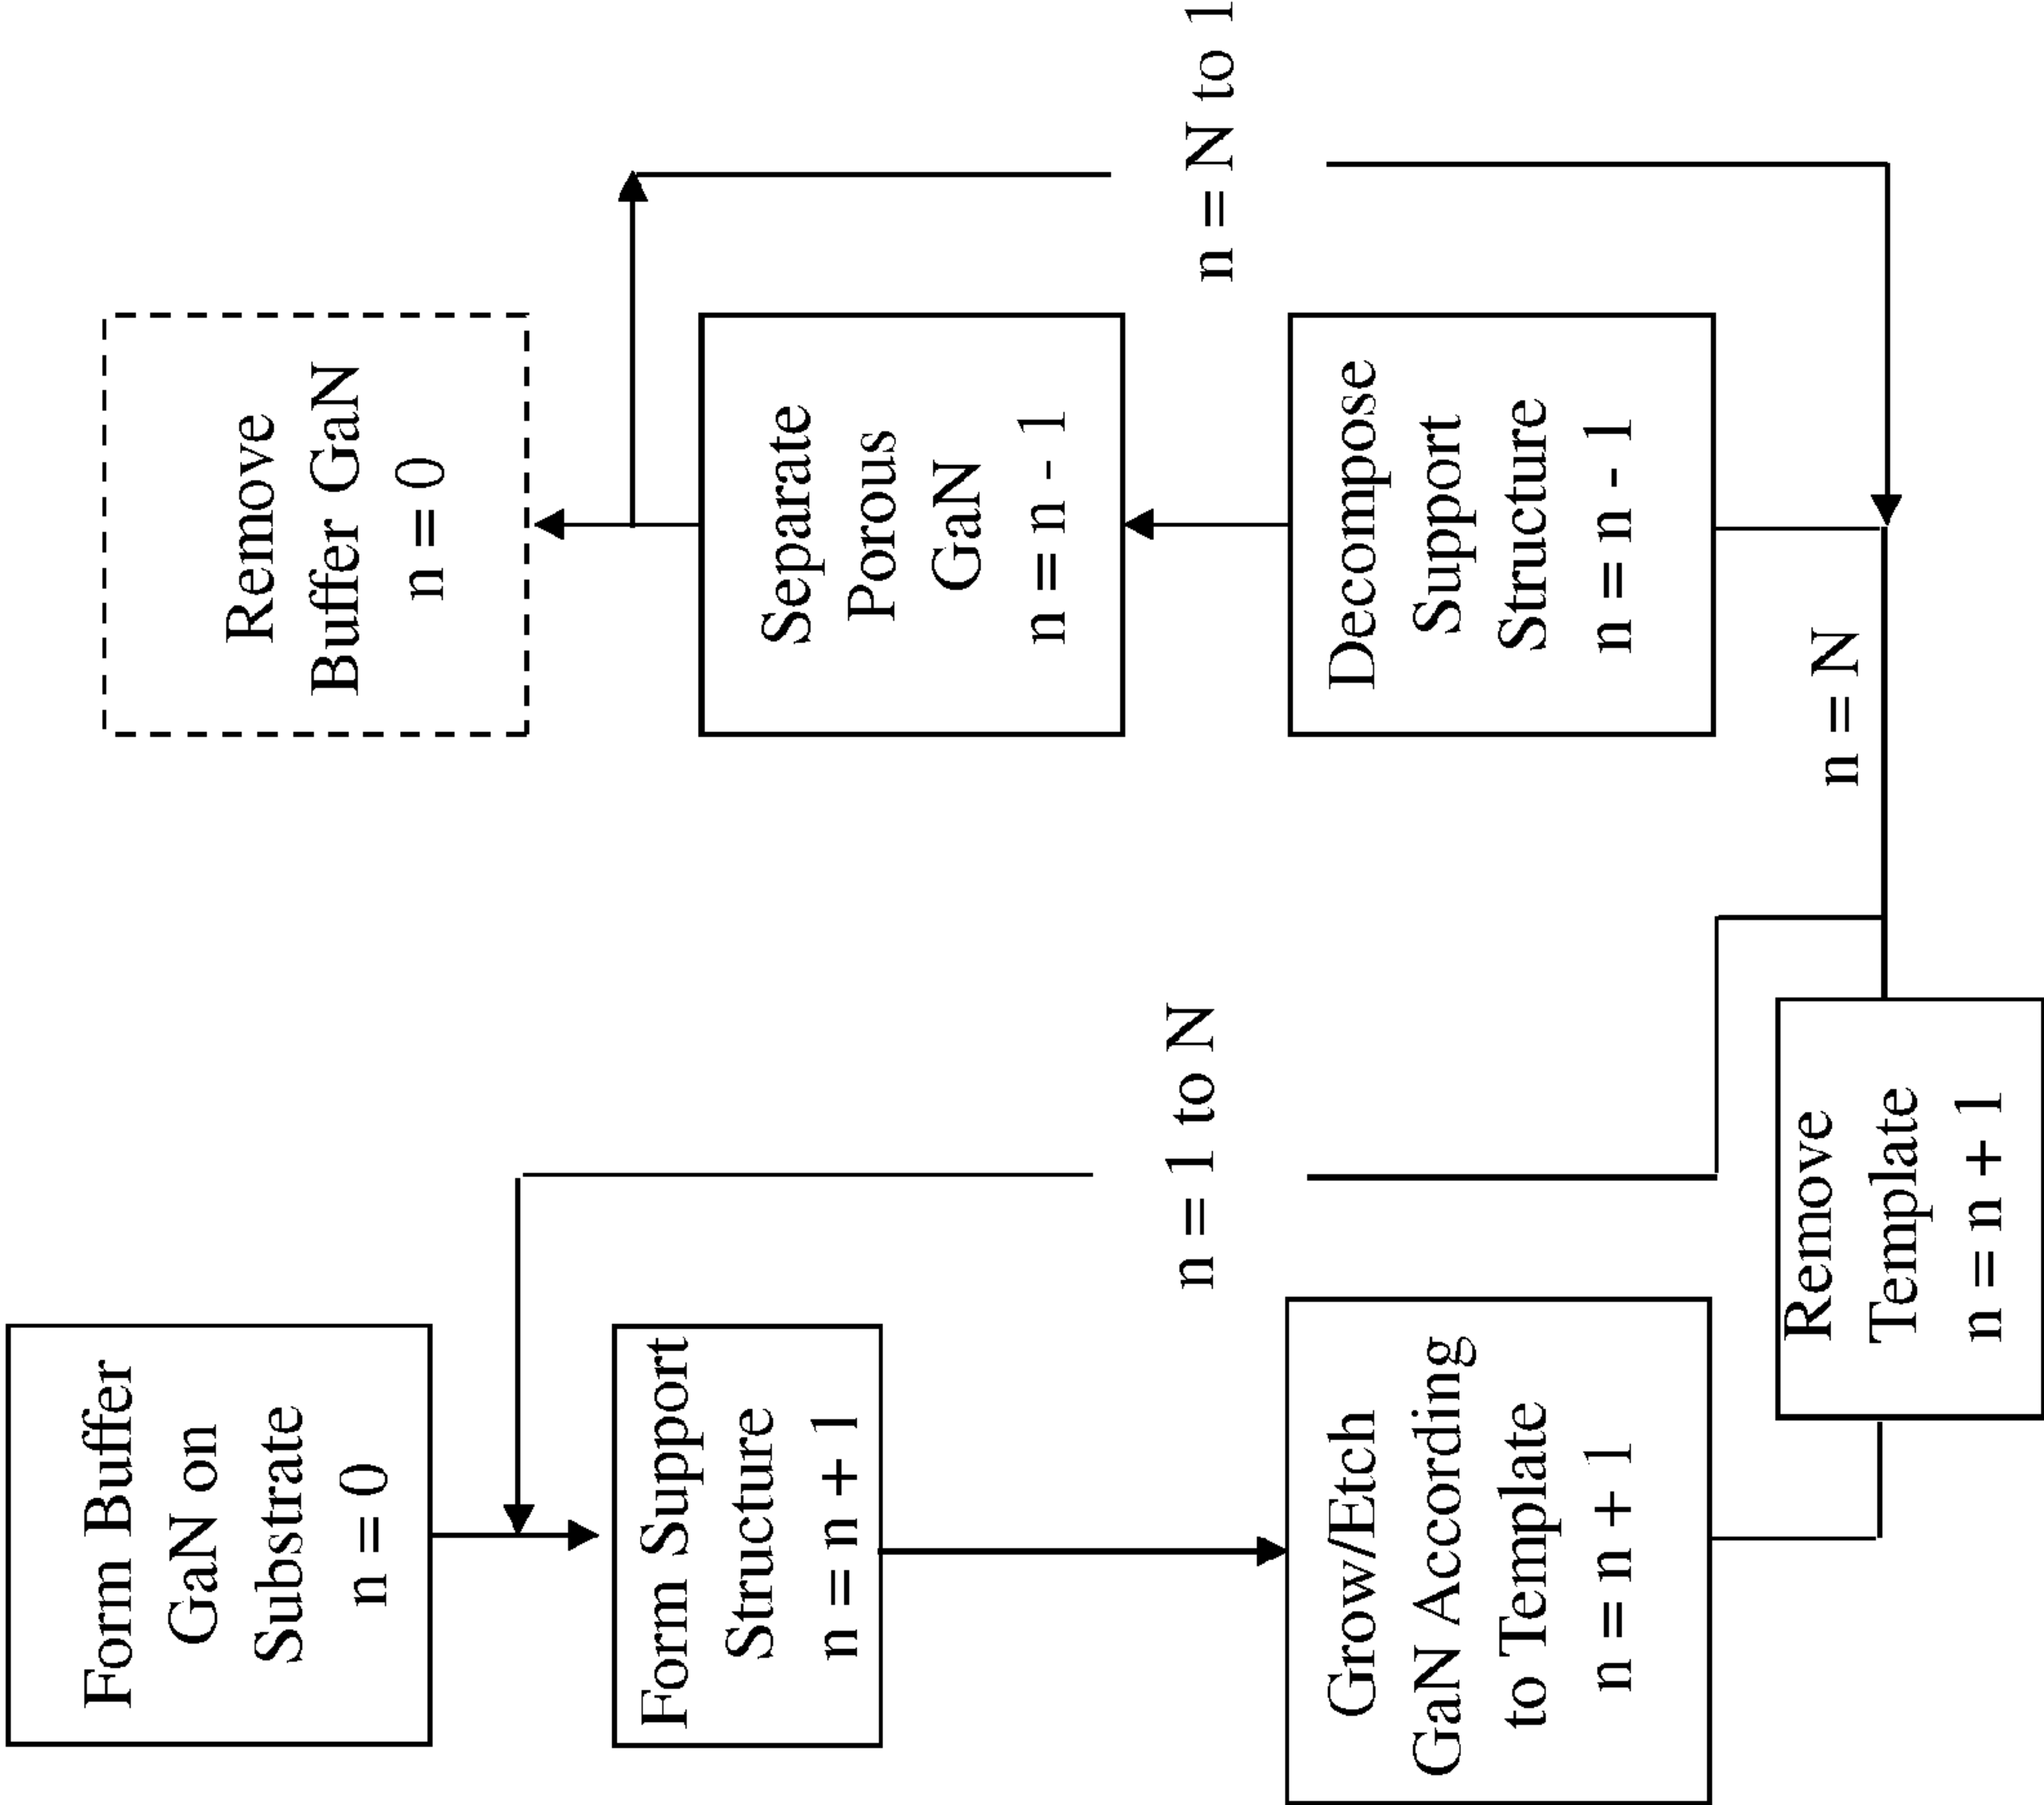 Form Buffer
GaN on
Substrate
n = 0
Form Support
Structure
n = n + 1
Grow/Etch
GaN According
to Template
n = n + 1
Remove
Template
n = n + 1
n = 1 to N
n = N
Decompose
Support
Structure
n = n - 1
Separate
Porous
GaN
n = n - 1
n = N to 1
Remove
Buffer GaN
n = 0